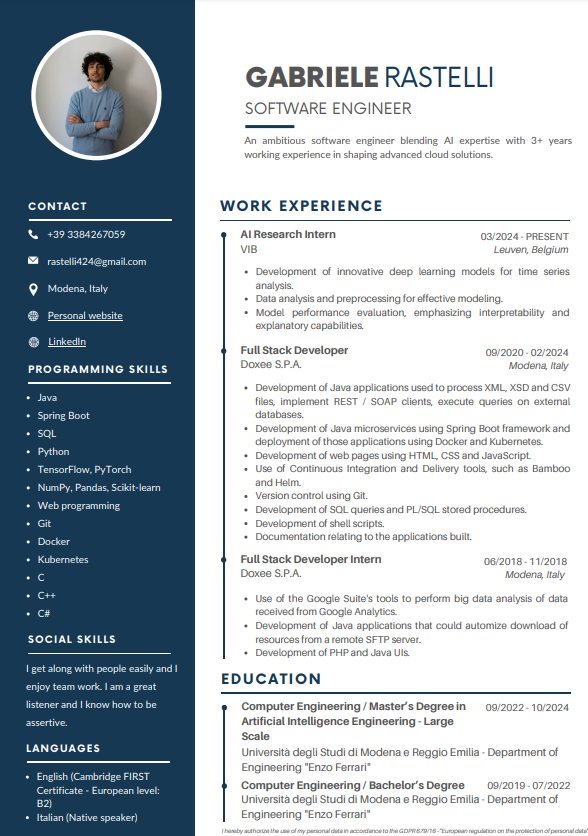 GABRIELE RASTELLI
SOFTWARE ENGINEER
An ambitious software engineer blending AI expertise with 3+ years
working experience in shaping advanced cloud solutions.
CONTACT
+39 3384267059
rastelli424@gmail.com
Modena, Italy
Personal website
LinkedIn
PROGRAMMING SKILLS
• Java
• Spring Boot
• SQL
• Python
• TensorFlow, PyTorch
• NumPy, Pandas, Scikit-learn
• Web programming
• Git
• Docker
• Kubernetes
• C
• C++
• C#
SOCIAL SKILLS
I get along with people easily and I
enjoy team work. I am a great
listener and I know how to be
assertive.
LANGUAGES
• English (Cambridge FIRST
Certificate - European level:
B2)
• Italian (Native speaker)
WORK EXPERIENCE
AI Research Intern 03/2024 - PRESENT
VIB Leuven, Belgium
• Development of innovative deep learning models for time series
analysis.
• Data analysis and preprocessing for effective modeling.
• Model performance evaluation, emphasizing interpretability and
explanatory capabilities.
Full Stack Developer 09/2020 - 02/2024
Doxee S.P.A. Modena, Italy
• Development of Java applications used to process XML, XSD and CSV
files, implement REST / SOAP clients, execute queries on external
databases.
• Development of Java microservices using Spring Boot framework and
deployment of those applications using Docker and Kubernetes.
• Development of web pages using HTML, CSS and JavaScript.
• Use of Continuous Integration and Delivery tools, such as Bamboo
and Helm.
• Version control using Git.
• Development of SQL queries and PL/SQL stored procedures.
• Development of shell scripts.
• Documentation relating to the applications built.
Full Stack Developer Intern 06/2018 - 11/2018
Doxee S.P.A. Modena, Italy
• Use of the Google Suite's tools to perform big data analysis of data
received from Google Analytics.
• Development of Java applications that could automize download of
resources from a remote SFTP server.
• Development of PHP and Java UIs.
EDUCATION
Computer Engineering / Master's Degree in 09/2022 - 10/2024
Artificial Intelligence Engineering - Large
Scale
Università degli Studi di Modena e Reggio Emilia - Department of
Engineering "Enzo Ferrari"
Computer Engineering / Bachelor's Degree 09/2019 - 07/2022
Università degli Studi di Modena e Reggio Emilia - Department of
Engineering "Enzo Ferrari"
I hereby authorize the use of my personal data in accordance to the GDPR 679/16 - "European regulation on the protection of personal data